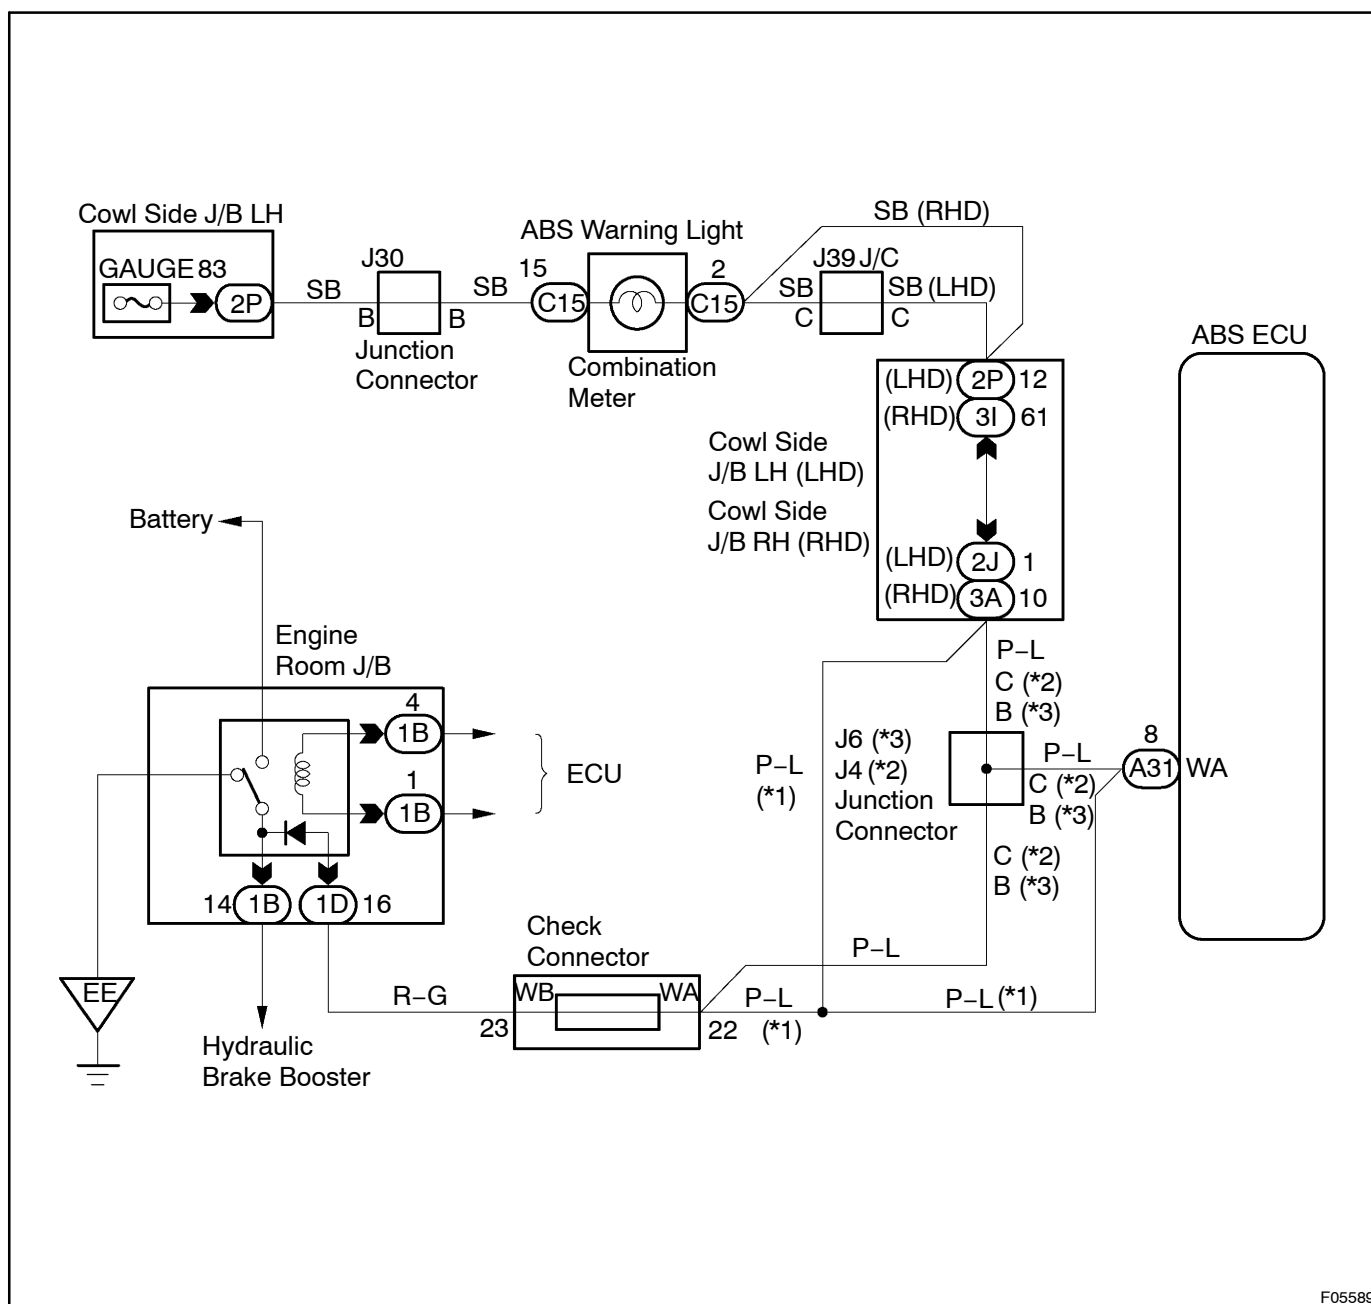 Cowl Side J/B LH
GAUGE 83
2P
SB
J30
B
B
Junction
Connector
SB
ABS Warning Light
15
C15
2
C15
Combination
Meter
SB (RHD)
J39 J/C
SB
C
SB (LHD)
C
ABS ECU
(LHD) 2P 12
(RHD) 3I 61
Cowl Side
J/B LH (LHD)
Cowl Side
J/B RH (RHD)
(LHD) 2J 1
(RHD) 3A 10
Battery
Engine
Room J/B
4
1B
1
1B
ECU
14 1B
1D 16
EE
Hydraulic
Brake Booster
P–L
C (*2)
B (*3)
J6 (*3)
J4 (*2)
Junction
Connector
P–L
(*1)
P–L
C (*2)
B (*3)
8
A31 WA
C (*2)
B (*3)
Check
Connector
P–L
R–G
WB WA
23
22
P–L
(*1)
P–L (*1)
F05589